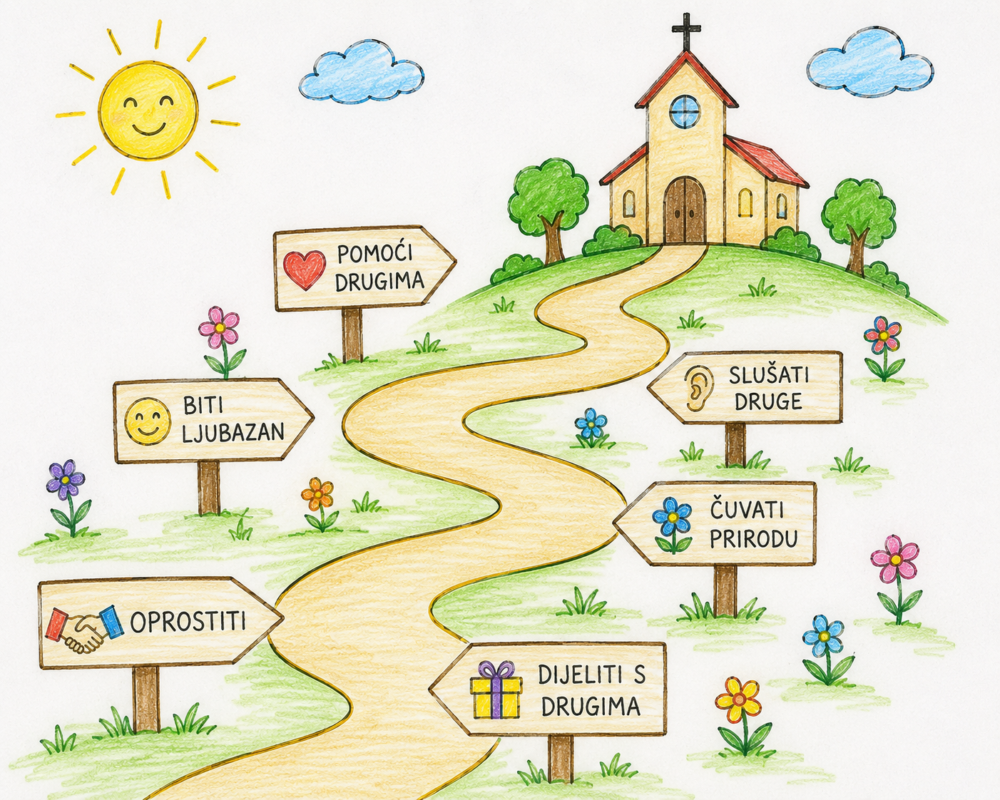 POMOĆI
DRUGIMA
SLUŠATI
DRUGE
BITI
LJUBAZAN
ČUVATI
PRIRODU
OPROSTITI
DIJELITI S
DRUGIMA